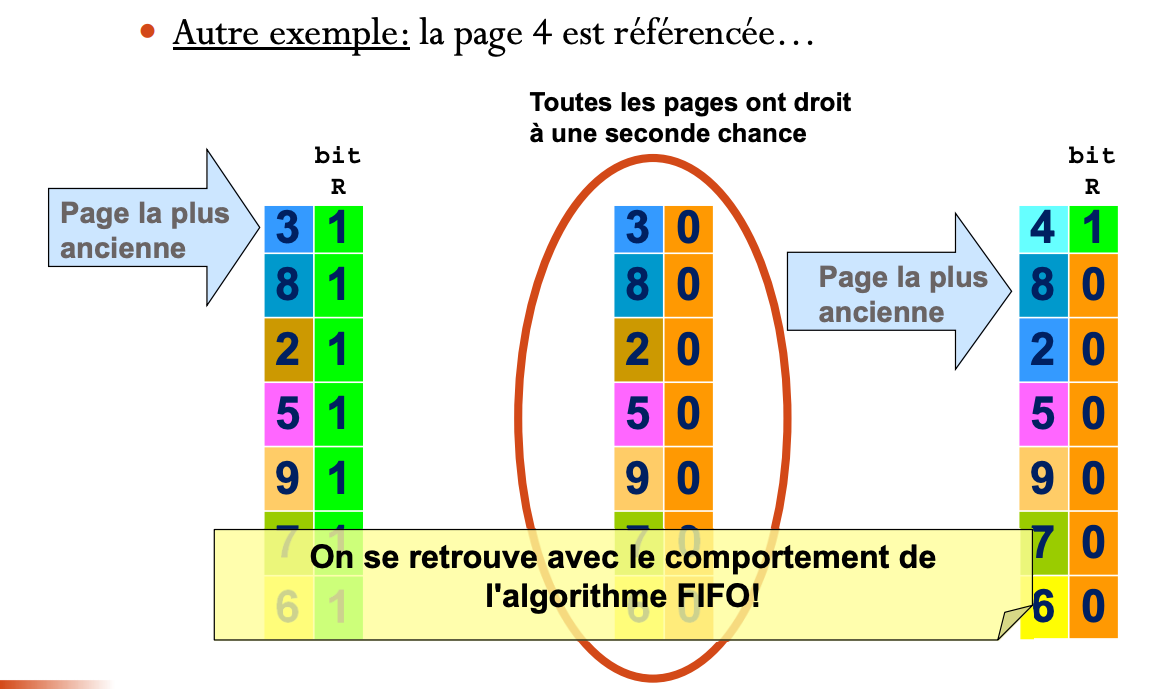 • Autre exemple: la page 4 est référencée…
Toutes les pages ont droit
à une seconde chance
bit
R
bit
R
Page la plus
ancienne
Page la plus
ancienne
3 1
8 1
2 1
5 1
9 1
7 1
6 1
3 0
8 0
2 0
5 0
9 0
7 0
6 0
4 1
8 0
2 0
5 0
9 0
7 0
6 0
On se retrouve avec le comportement de
l'algorithme FIFO!